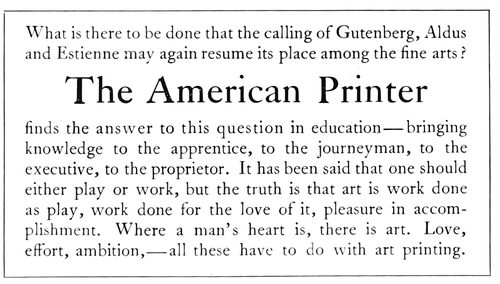 What is there to be done that the calling of Gutenberg, Aldus
and Estienne may again resume its place among the fine arts?
The American Printer
finds the answer to this question in education—bringing
knowledge to the apprentice, to the journeyman, to the
executive, to the proprietor. It has been said that one should
either play or work, but the truth is that art is work done
as play, work done for the love of it, pleasure in accom-
plishment. Where a man's heart is, there is art. Love,
effort, ambition,—all these have to do with art printing.